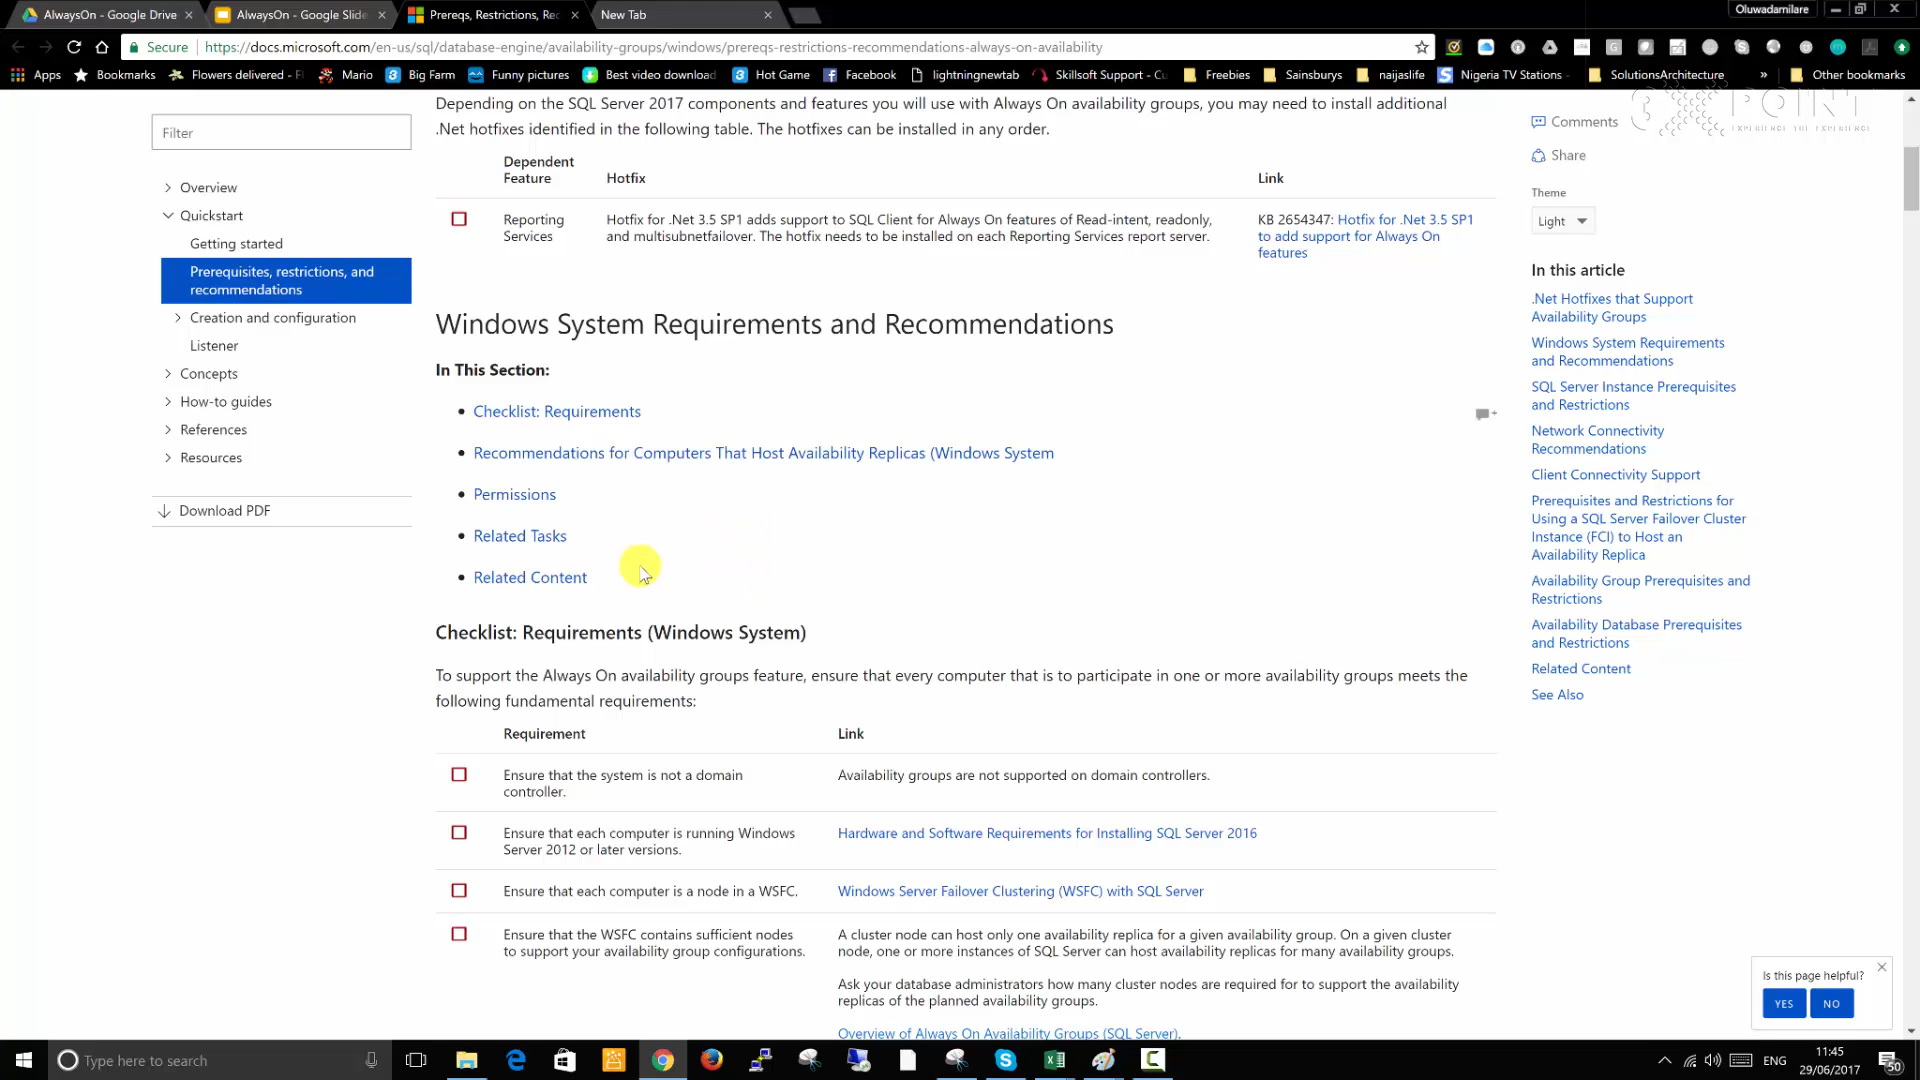 AlwaysOn - Google Drive
AlwaysOn - Google Slide
Prereqs, Restrictions, Rec
New Tab
Oluwadamilare
Secure
https://docs.microsoft.com/en-us/sql/database-engine/availability-groups/windows/prereqs-restrictions-recommendations-always-on-availability
Apps
Bookmarks
Flowers delivered - F
Mario
Big Farm
Funny pictures
Best video download
Hot Game
Facebook
lightningnewtab
Skillsoft Support - Cu
Freebies
Sainsburys
naijaslife
Nigeria TV Stations -
SolutionsArchitecture
»
Other bookmarks
3XPOINT
EXPERIENCE THE EXPERIENCE
Filter
Overview
Quickstart
Getting started
Prerequisites, restrictions, and
recommendations
Creation and configuration
Listener
Concepts
How-to guides
References
Resources
Download PDF
Depending on the SQL Server 2017 components and features you will use with Always On availability groups, you may need to install additional
.Net hotfixes identified in the following table. The hotfixes can be installed in any order.
Dependent
Feature
Hotfix
Link
Reporting
Services
Hotfix for .Net 3.5 SP1 adds support to SQL Client for Always On features of Read-intent, readonly,
and multisubnetfailover. The hotfix needs to be installed on each Reporting Services report server.
KB 2654347: Hotfix for .Net 3.5 SP1
to add support for Always On
features
Windows System Requirements and Recommendations
In This Section:
Checklist: Requirements
Recommendations for Computers That Host Availability Replicas (Windows System
Permissions
Related Tasks
Related Content
Checklist: Requirements (Windows System)
To support the Always On availability groups feature, ensure that every computer that is to participate in one or more availability groups meets the
following fundamental requirements:
Requirement
Link
Ensure that the system is not a domain
controller.
Availability groups are not supported on domain controllers.
Ensure that each computer is running Windows
Server 2012 or later versions.
Hardware and Software Requirements for Installing SQL Server 2016
Ensure that each computer is a node in a WSFC.
Windows Server Failover Clustering (WSFC) with SQL Server
Ensure that the WSFC contains sufficient nodes
to support your availability group configurations.
A cluster node can host only one availability replica for a given availability group. On a given cluster
node, one or more instances of SQL Server can host availability replicas for many availability groups.
Ask your database administrators how many cluster nodes are required for to support the availability
replicas of the planned availability groups.
Overview of Always On Availability Groups (SQL Server).
Comments
Share
Theme
Light
In this article
.Net Hotfixes that Support
Availability Groups
Windows System Requirements
and Recommendations
SQL Server Instance Prerequisites
and Restrictions
Network Connectivity
Recommendations
Client Connectivity Support
Prerequisites and Restrictions for
Using a SQL Server Failover Cluster
Instance (FCI) to Host an
Availability Replica
Availability Group Prerequisites and
Restrictions
Availability Database Prerequisites
and Restrictions
Related Content
See Also
Is this page helpful?
YES
NO
Type here to search
ENG
11:45
29/06/2017
50